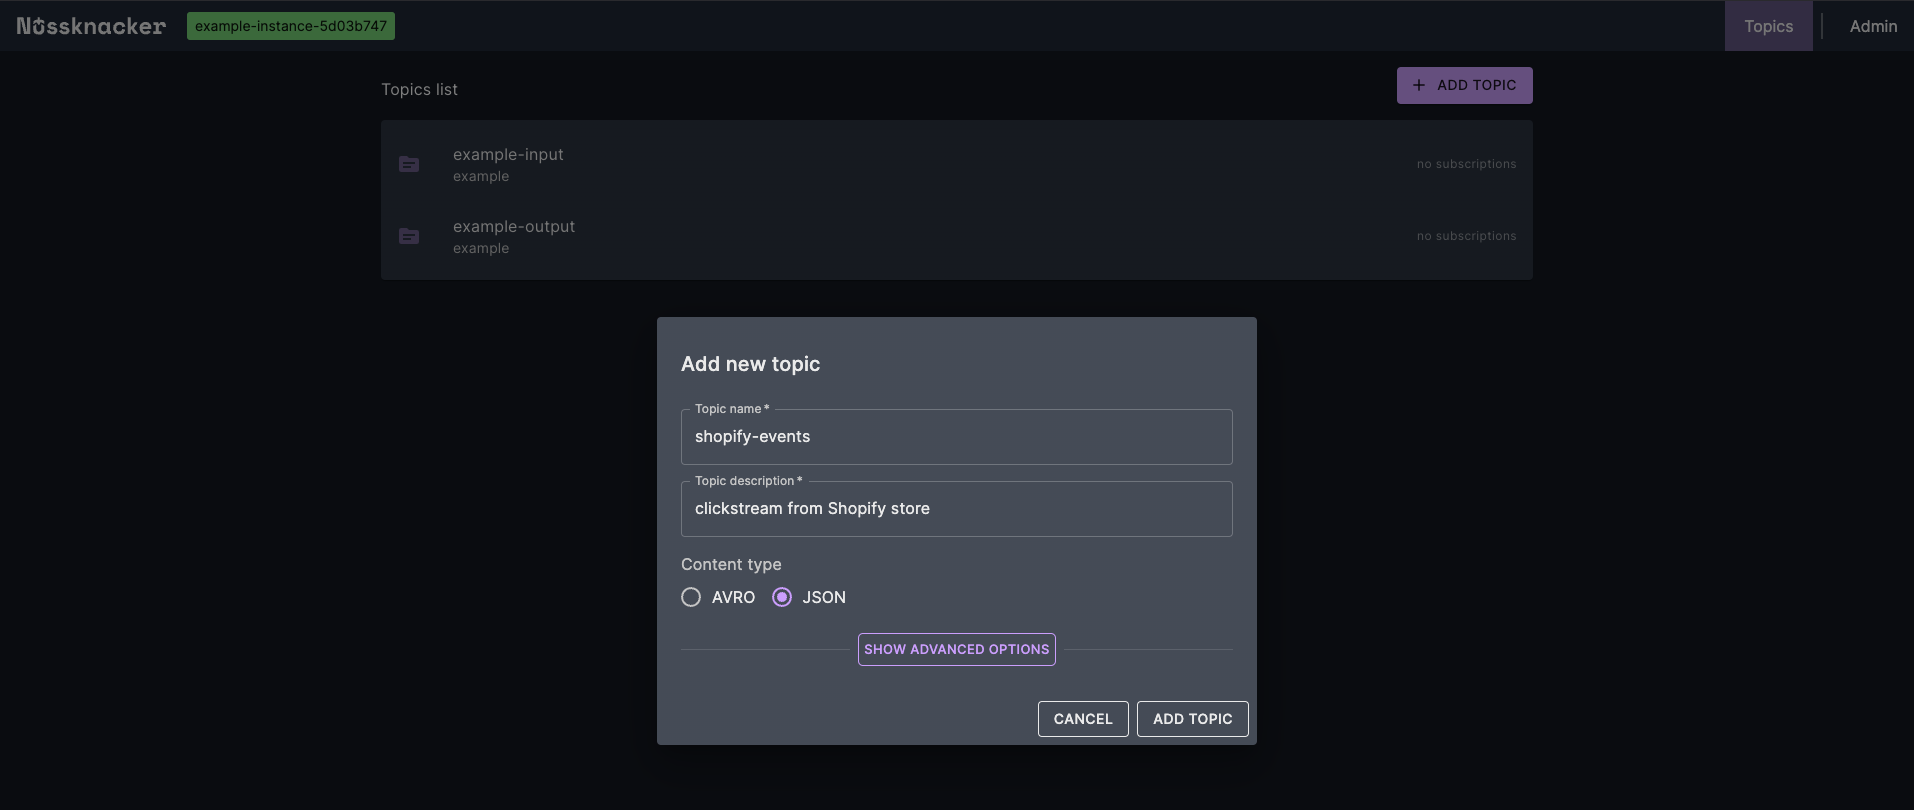 Nussknacker example-instance-5d03b747 Topics Admin
Topics list + ADD TOPIC
example-input
example
no subscriptions
example-output
example
no subscriptions
Add new topic
Topic name *
shopify-events
Topic description *
clickstream from Shopify store
Content type
AVRO JSON
SHOW ADVANCED OPTIONS
CANCEL ADD TOPIC